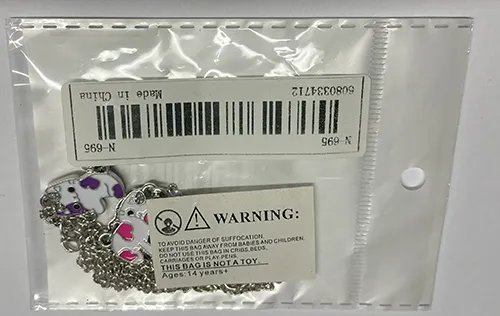 N-695 N-695
6080334712 Made in China
WARNING:
TO AVOID DANGER OF SUFFOCATION,
KEEP THIS BAG AWAY FROM BABIES AND CHILDREN.
DO NOT USE THIS BAG IN CRIBS, BEDS,
CARRIAGES OR PLAY-PENS.
THIS BAG IS NOT A TOY.
Ages: 14 years+